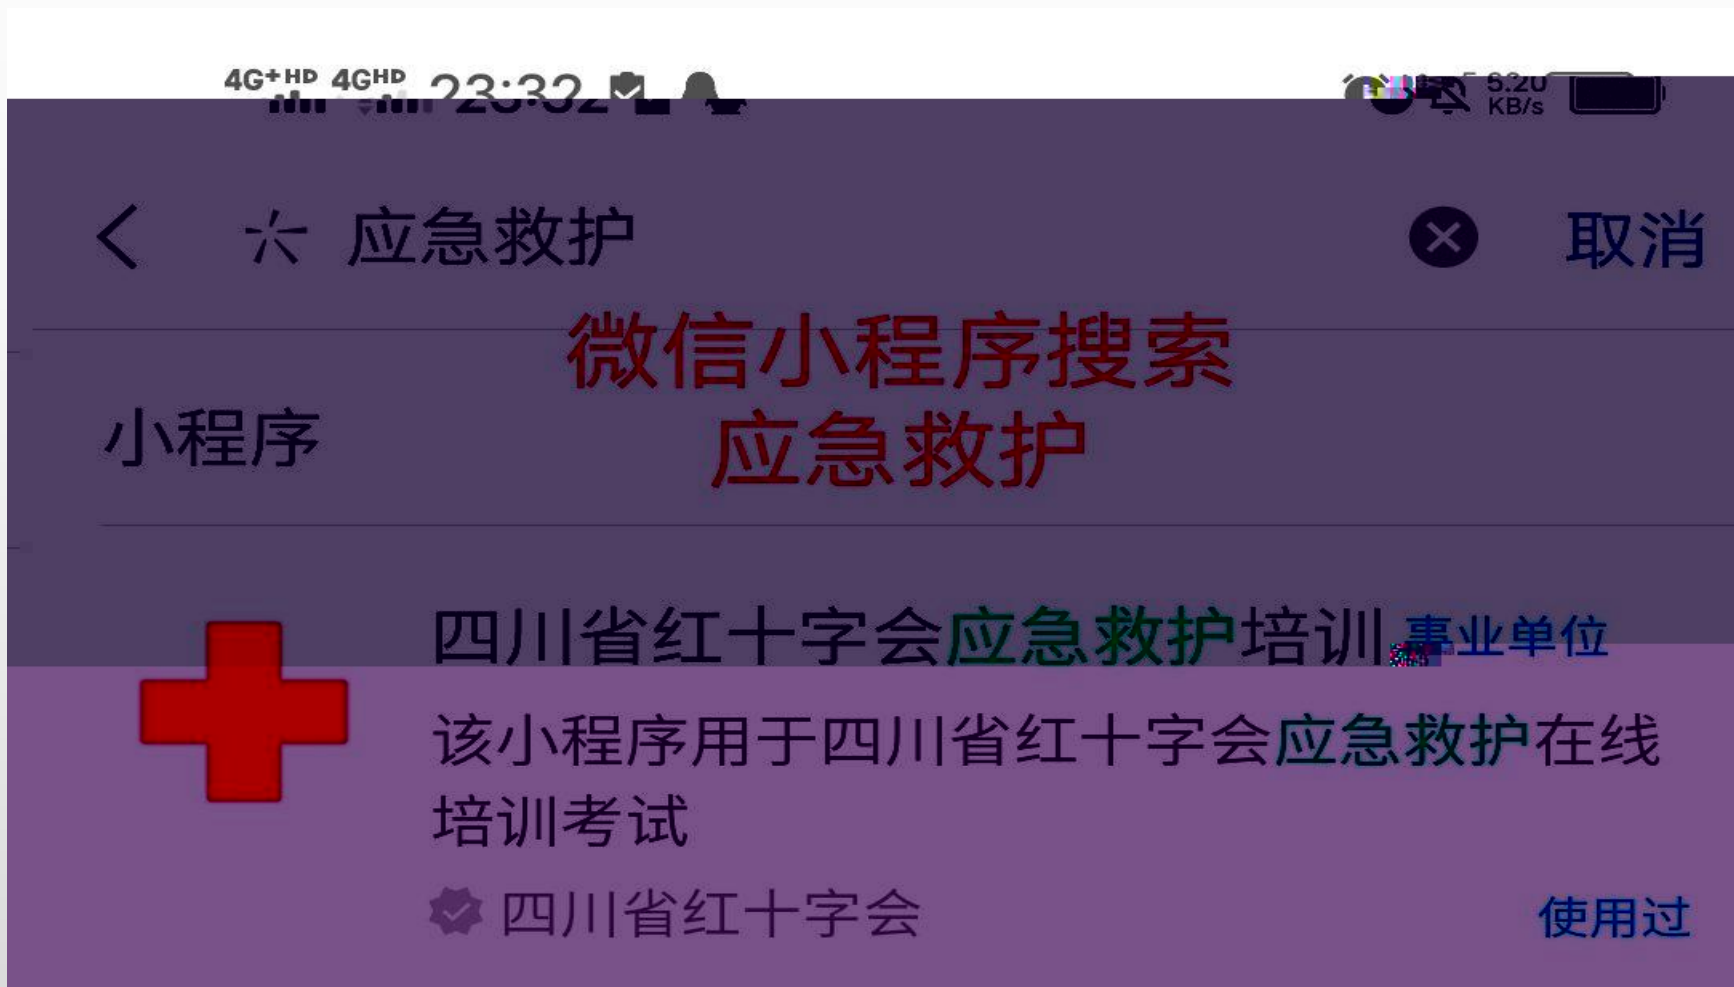 4G+HD 4GHD 23:32 5.20 KB/s
应急救护 取消
微信小程序搜索
应急救护
小程序
四川省红十字会应急救护培训 事业单位
该小程序用于四川省红十字会应急救护在线
培训考试
四川省红十字会 使用过